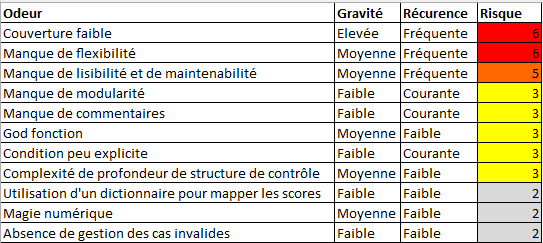 Odeur Gravité Récurence Risque
Couverture faible Elevée Fréquente 6
Manque de flexibilité Moyenne Fréquente 6
Manque de lisibilité et de maintenabilité Moyenne Fréquente 5
Manque de modularité Faible Courante 3
Manque de commentaires Faible Courante 3
God fonction Moyenne Faible 3
Condition peu explicite Faible Courante 3
Complexité de profondeur de structure de contrôle Moyenne Faible 3
Utilisation d'un dictionnaire pour mapper les scores Faible Faible 2
Magie numérique Moyenne Faible 2
Absence de gestion des cas invalides Faible Faible 2